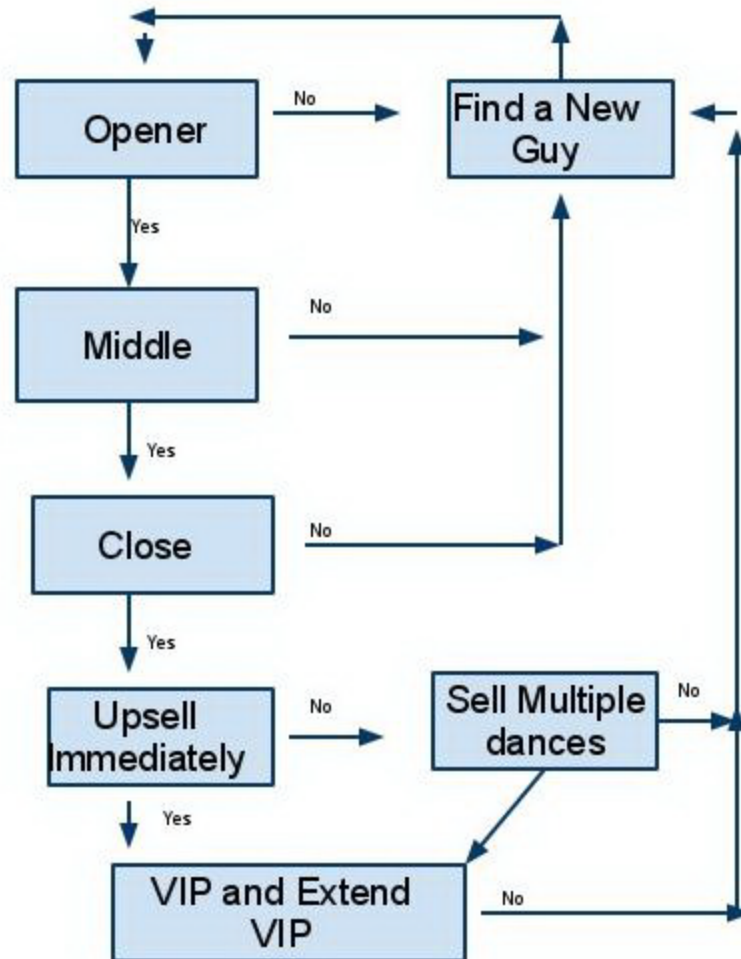 Opener
No
Find a New
Guy
Yes
Middle
No
Yes
Close
No
Yes
Upsell
Immediately
No
Sell Multiple
dances
No
Yes
VIP and Extend
VIP
No